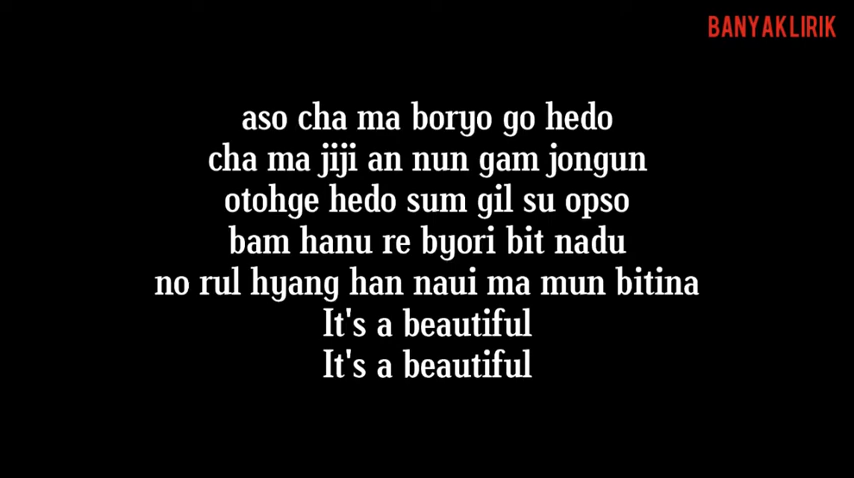 BANYAKLIRIK
aso cha ma boryo go hedo
cha ma jiji an nun gam jongun
otohge hedo sum gil su opso
bam hanu re byori bit nadu
no rul hyang han naui ma mun bitina
It's a beautiful
It's a beautiful